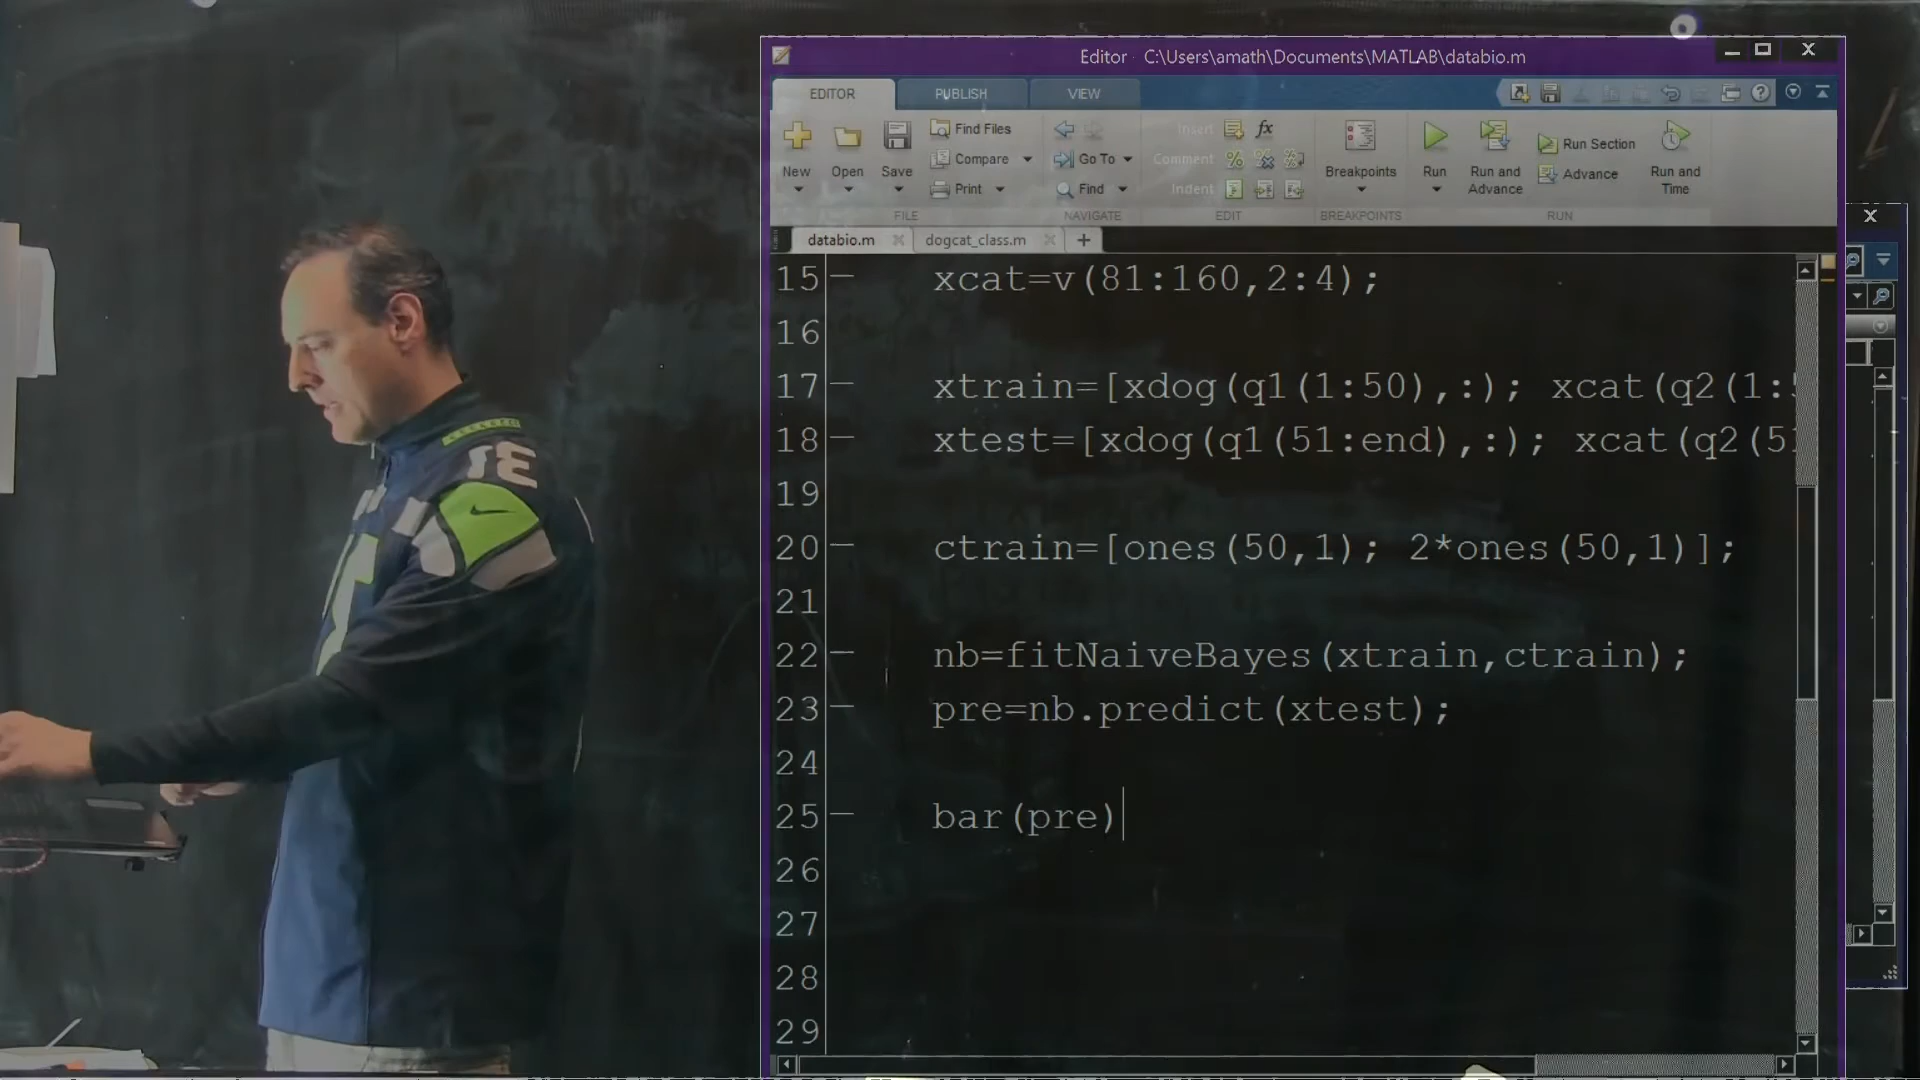 Editor C:\Users\amath\Documents\MATLAB\databio.m
EDITOR PUBLISH VIEW
New Open Save Find Files Compare Print
Go To Find
Insert fx Comment Indent
Breakpoints
Run Run and Advance Run Section Advance Run and Time
FILE NAVIGATE EDIT BREAKPOINTS RUN
databio.m dogcat_class.m
15 xcat=v(81:160,2:4);
16
17 xtrain=[xdog(q1(1:50),:); xcat(q2(1:5
18 xtest=[xdog(q1(51:end),:); xcat(q2(51
19
20 ctrain=[ones(50,1); 2*ones(50,1)];
21
22 nb=fitNaiveBayes(xtrain,ctrain);
23 pre=nb.predict(xtest);
24
25 bar(pre)
26
27
28
29